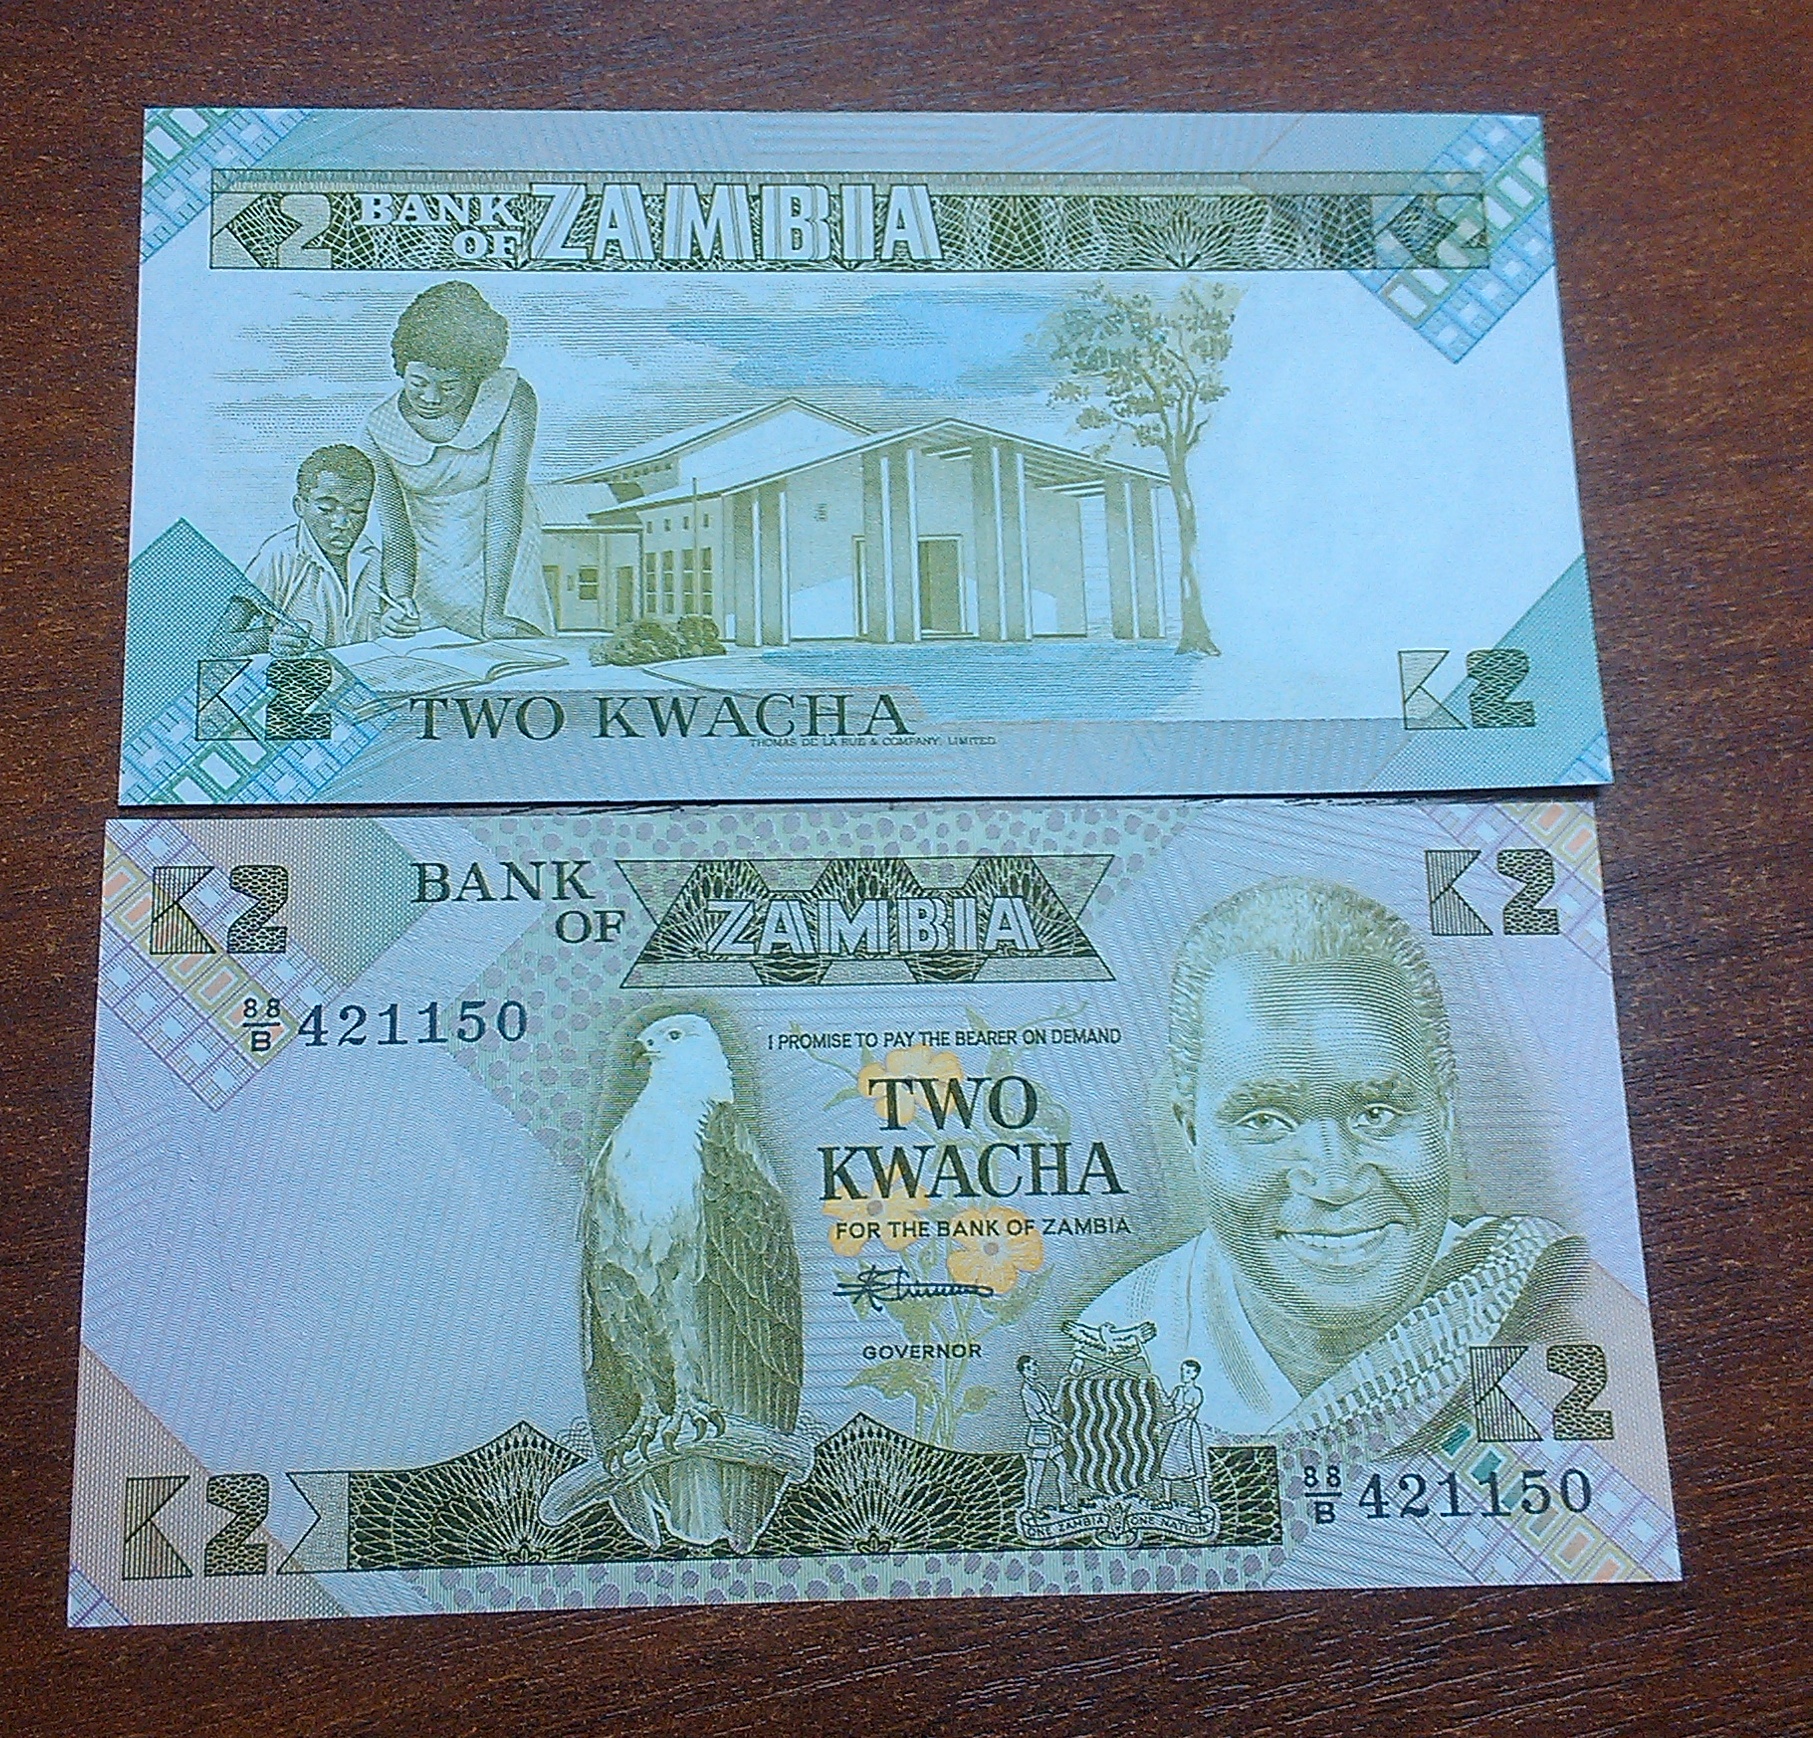 K2 BANK OF ZAMBIA K2
K2 TWO KWACHA K2
THOMAS DE LA RUE & COMPANY, LIMITED
K2 BANK OF ZAMBIA K2
88/B 421150
I PROMISE TO PAY THE BEARER ON DEMAND
TWO
KWACHA
FOR THE BANK OF ZAMBIA
GOVERNOR
K2
K2
88/B 421150
ONE ZAMBIA ONE NATION